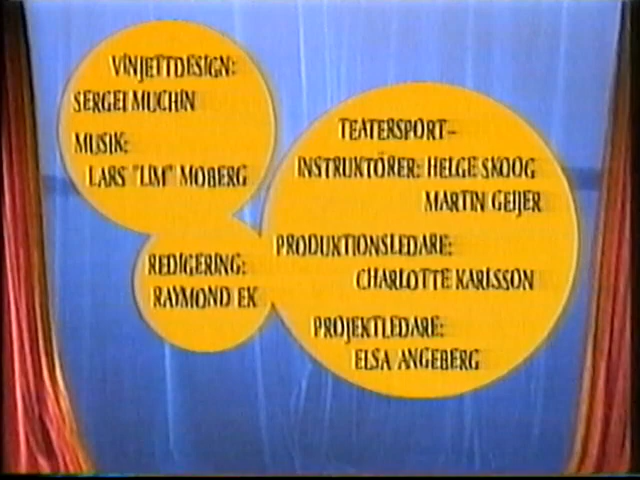 VINJETTDESIGN:
SERGEI MUCHIN
MUSIK:
LARS "LIM" MOBERG
REDIGERING:
RAYMOND EK
TEATERSPORT-
INSTRUKTÖRER: HELGE SKOOG
MARTIN GEIJER
PRODUKTIONSLEDARE:
CHARLOTTE KARLSSON
PROJEKTLEDARE:
ELSA ANGEBERG